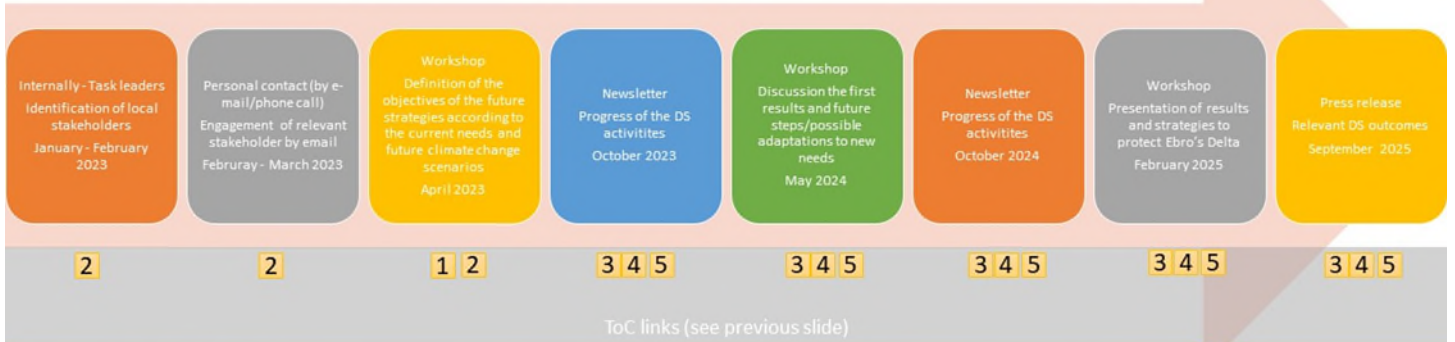 Internally - Task leaders
Identification of local
stakeholders
January - February
2023
Personal contact (by e-
mail/phone call)
Engagement of relevant
stakeholder by email
Februray - March 2023
Workshop
Definition of the
objectives of the future
strategies according to
the current needs and
future climate change
scenarios
April 2023
Newsletter
Progress of the DS
activitites
October 2023
Workshop
Discussion the first
results and future
steps/possible
adaptations to new
needs
May 2024
Newsletter
Progress of the DS
activitites
October 2024
Workshop
Presentation of results
and strategies to
protect Ebro's Delta
February 2025
Press release
Relevant DS outcomes
September 2025
2
2
1 2
3 4 5
3 4 5
3 4 5
3 4 5
3 4 5
ToC links (see previous slide)